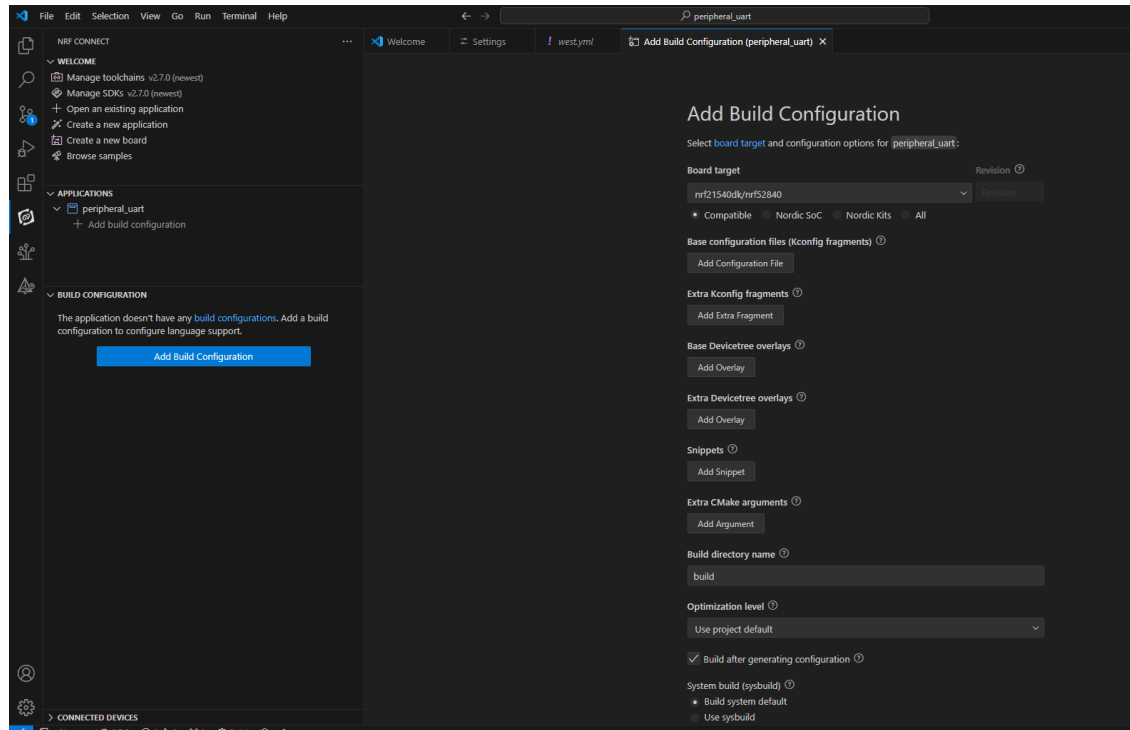 File Edit Selection View Go Run Terminal Help
peripheral_uart
NRF CONNECT
Welcome
Settings
! west.yml
Add Build Configuration (peripheral_uart)
WELCOME
Manage toolchains v2.7.0 (newest)
Manage SDKs v2.7.0 (newest)
Open an existing application
Create a new application
Create a new board
Browse samples
APPLICATIONS
peripheral_uart
Add build configuration
BUILD CONFIGURATION
The application doesn't have any build configurations. Add a build
configuration to configure language support.
Add Build Configuration
CONNECTED DEVICES
1
Add Build Configuration
Select board target and configuration options for peripheral_uart:
Board target
Revision
nrf21540dk/nrf52840
Revision
Compatible Nordic SoC Nordic Kits All
Base configuration files (Kconfig fragments)
Add Configuration File
Extra Kconfig fragments
Add Extra Fragment
Base Devicetree overlays
Add Overlay
Extra Devicetree overlays
Add Overlay
Snippets
Add Snippet
Extra CMake arguments
Add Argument
Build directory name
build
Optimization level
Use project default
Build after generating configuration
System build (sysbuild)
Build system default
Use sysbuild